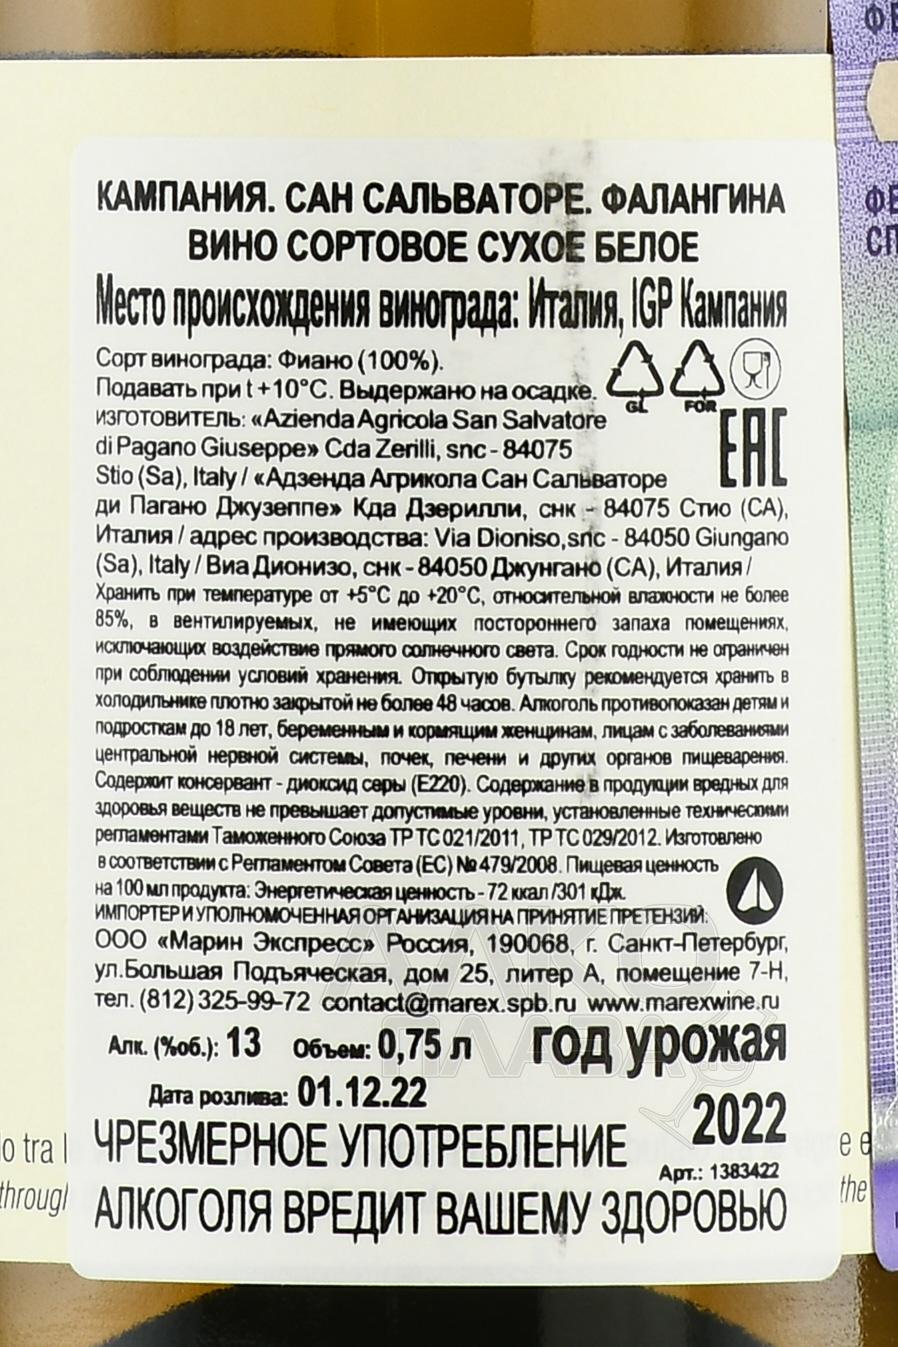 КАМПАНИЯ. САН САЛЬВАТОРЕ. ФАЛАНГИНА
ВИНО СОРТОВОЕ СУХОЕ БЕЛОЕ
Место происхождения винограда: Италия, IGP Кампания
Сорт винограда: Фиано (100%).
Подавать при t +10°C. Выдержано на осадке.
GL FOR
ИЗГОТОВИТЕЛЬ: «Azienda Agricola San Salvatore
di Pagano Giuseppe» Cda Zerilli, snc - 84075
EAC
Stio (Sa), Italy / «Адзенда Агрикола Сан Сальваторе
ди Пагано Джузеппе» Кда Дзерилли, снк - 84075 Стио (СА),
Италия / адрес производства: Via Dioniso,snc - 84050 Giungano
(Sa), Italy / Виа Дионизо, снк - 84050 Джунгано (СА), Италия /
Хранить при температуре от +5°С до +20°С, относительной влажности не более
85%, в вентилируемых, не имеющих постороннего запаха помещениях,
исключающих воздействие прямого солнечного света. Срок годности не ограничен
при соблюдении условий хранения. Открытую бутылку рекомендуется хранить в
холодильнике плотно закрытой не более 48 часов. Алкоголь противопоказан детям и
подросткам до 18 лет, беременным и кормящим женщинам, лицам с заболеваниями
центральной нервной системы, почек, печени и других органов пищеварения.
Содержит консервант - диоксид серы (Е220). Содержание в продукции вредных для
здоровья веществ не превышает допустимые уровни, установленные техническими
регламентами Таможенного Союза ТР ТС 021/2011, ТР ТС 029/2012. Изготовлено
в соответствии с Регламентом Совета (ЕС) № 479/2008. Пищевая ценность
на 100 мл продукта: Энергетическая ценность - 72 ккал /301 кДж.
ИМПОРТЕР И УПОЛНОМОЧЕННАЯ ОРГАНИЗАЦИЯ НА ПРИНЯТИЕ ПРЕТЕНЗИЙ:
ООО «Марин Экспресс» Россия, 190068, г. Санкт-Петербург,
ул.Большая Подъяческая, дом 25, литер А, помещение 7-Н,
тел. (812) 325-99-72 contact@marex.spb.ru www.marexwine.ru
Алк. (%об.): 13 Объем: 0,75 л год урожая
Дата розлива: 01.12.22 2022
ЧРЕЗМЕРНОЕ УПОТРЕБЛЕНИЕ
Арт.: 1383422
АЛКОГОЛЯ ВРЕДИТ ВАШЕМУ ЗДОРОВЬЮ
tra
through
the